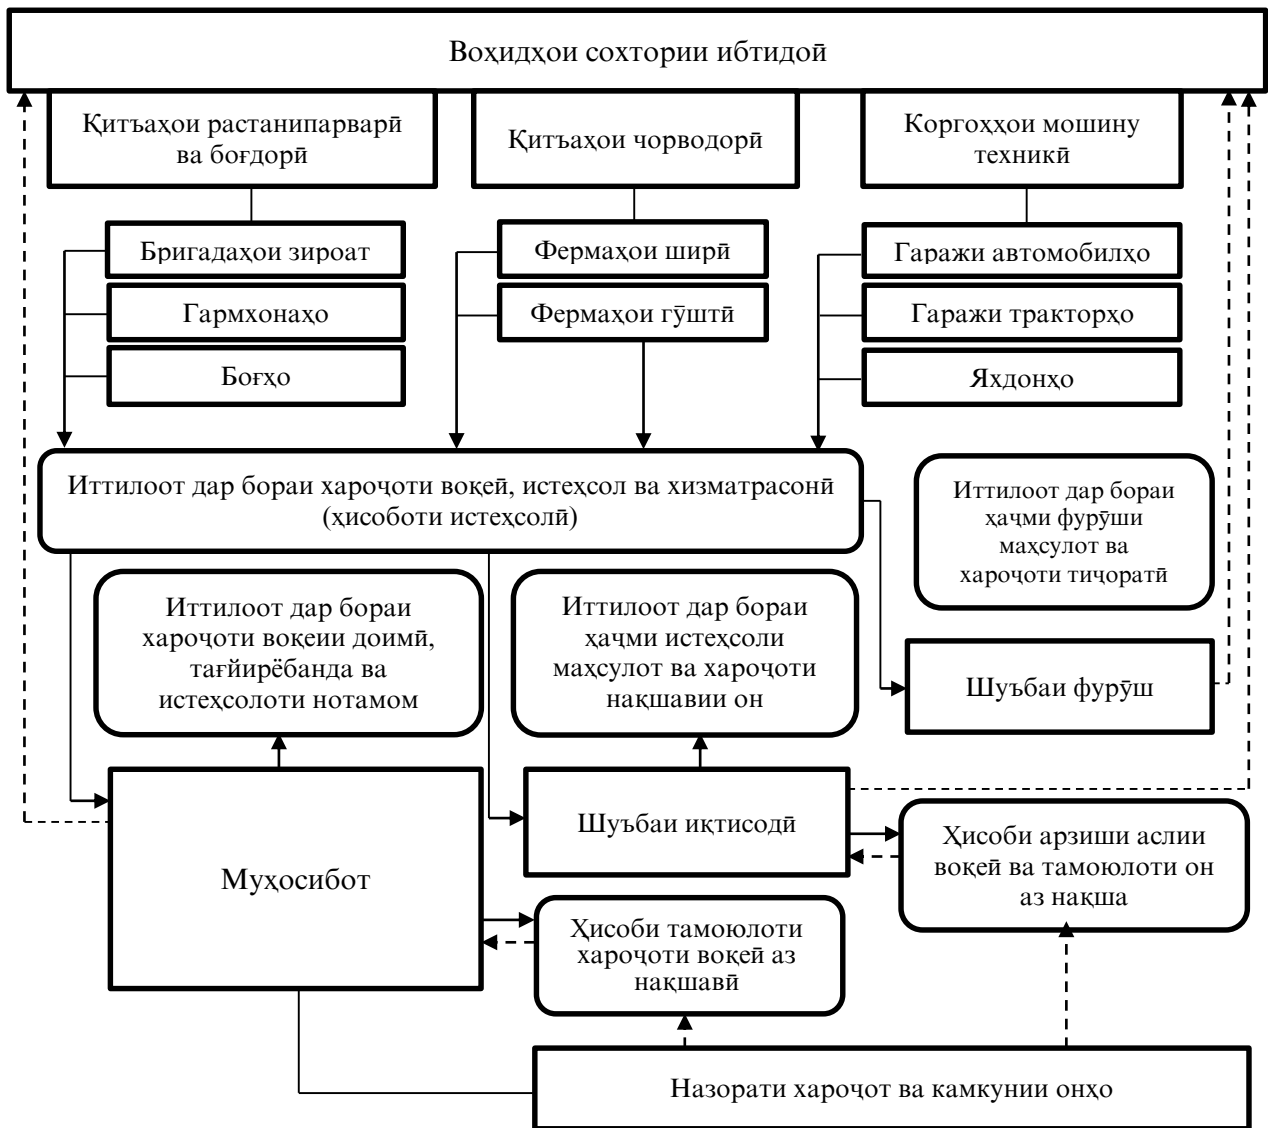 Воҳидҳои сохтории ибтидоӣ
Қитъаҳои растанипарварӣ
ва боғдорӣ
Қитъаҳои чорводорӣ
Коргоҳҳои мошину
техникӣ
Бригадаҳои зироат
Фермаҳои ширӣ
Гаражи автомобилҳо
Гармхонаҳо
Фермаҳои гӯштӣ
Гаражи тракторҳо
Боғҳо
Яхдонҳо
Иттилоот дар бораи хароҷоти воқеӣ, истеҳсол ва хизматрасонӣ
(ҳисоботи истеҳсолӣ)
Иттилоот дар бораи
ҳаҷми фурӯши
маҳсулот ва
хароҷоти тиҷоратӣ
Иттилоот дар бораи
хароҷоти воқеии доимӣ,
тағйирёбанда ва
истеҳсолоти нотамом
Иттилоот дар бораи
ҳаҷми истеҳсоли
маҳсулот ва хароҷоти
нақшавии он
Шуъбаи фурӯш
Муҳосибот
Шуъбаи иқтисодӣ
Ҳисоби арзиши аслии
воқеӣ ва тамоюлоти он
аз нақша
Ҳисоби тамоюлоти
хароҷоти воқеӣ аз
нақшавӣ
Назорати хароҷот ва камкунии онҳо